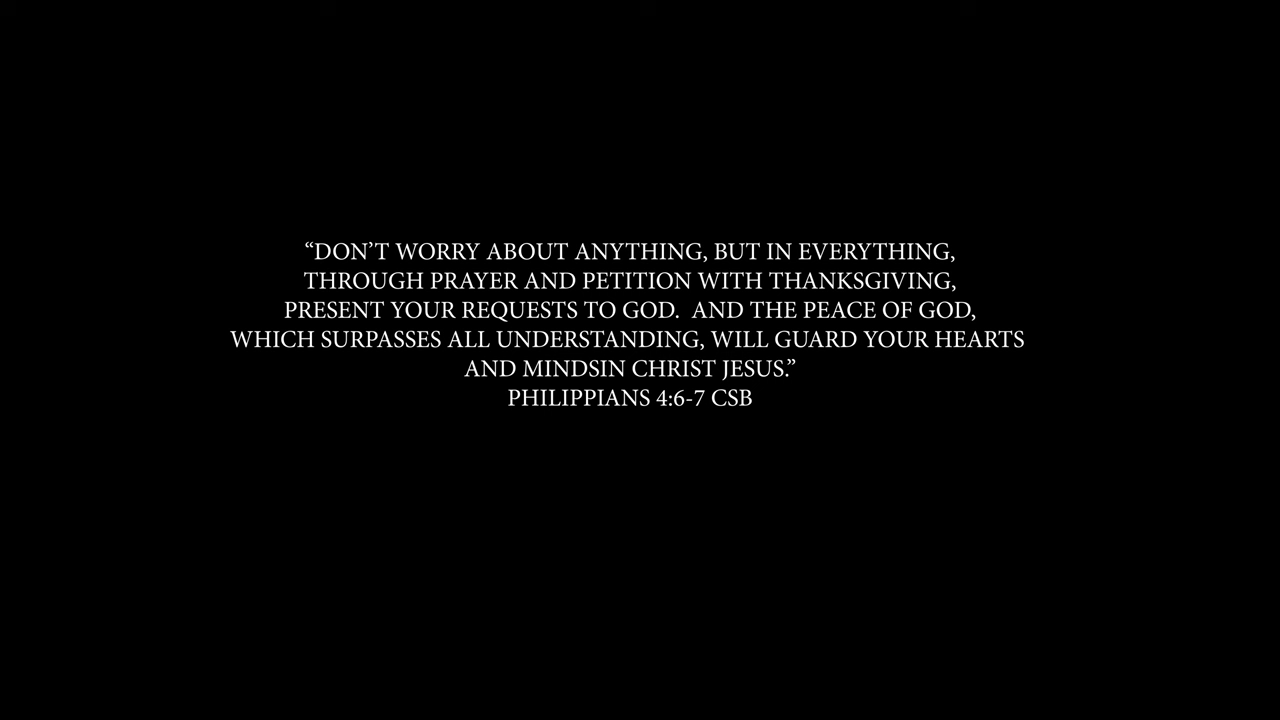 “DON’T WORRY ABOUT ANYTHING, BUT IN EVERYTHING,
THROUGH PRAYER AND PETITION WITH THANKSGIVING,
PRESENT YOUR REQUESTS TO GOD.  AND THE PEACE OF GOD,
WHICH SURPASSES ALL UNDERSTANDING, WILL GUARD YOUR HEARTS
AND MINDSIN CHRIST JESUS.”
PHILIPPIANS 4:6-7 CSB